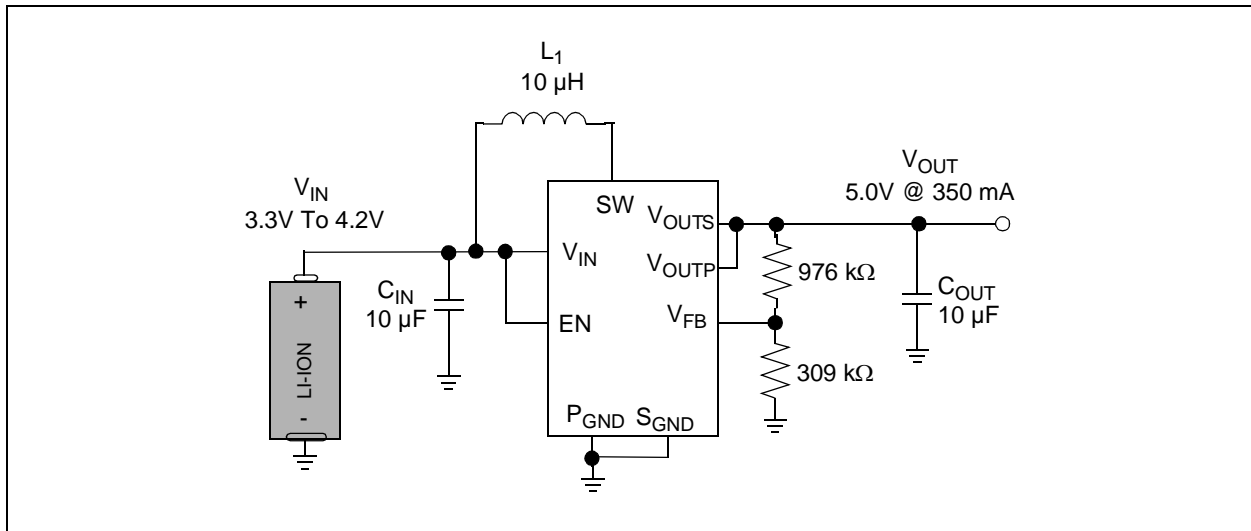 L1
10 µH
VIN
3.3V To 4.2V
VOUT
5.0V @ 350 mA
SW
VOUTS
VIN
VOUTP
976 kΩ
CIN
10 µF
COUT
10 µF
+
LI-ION
-
EN
VFB
309 kΩ
PGND
SGND